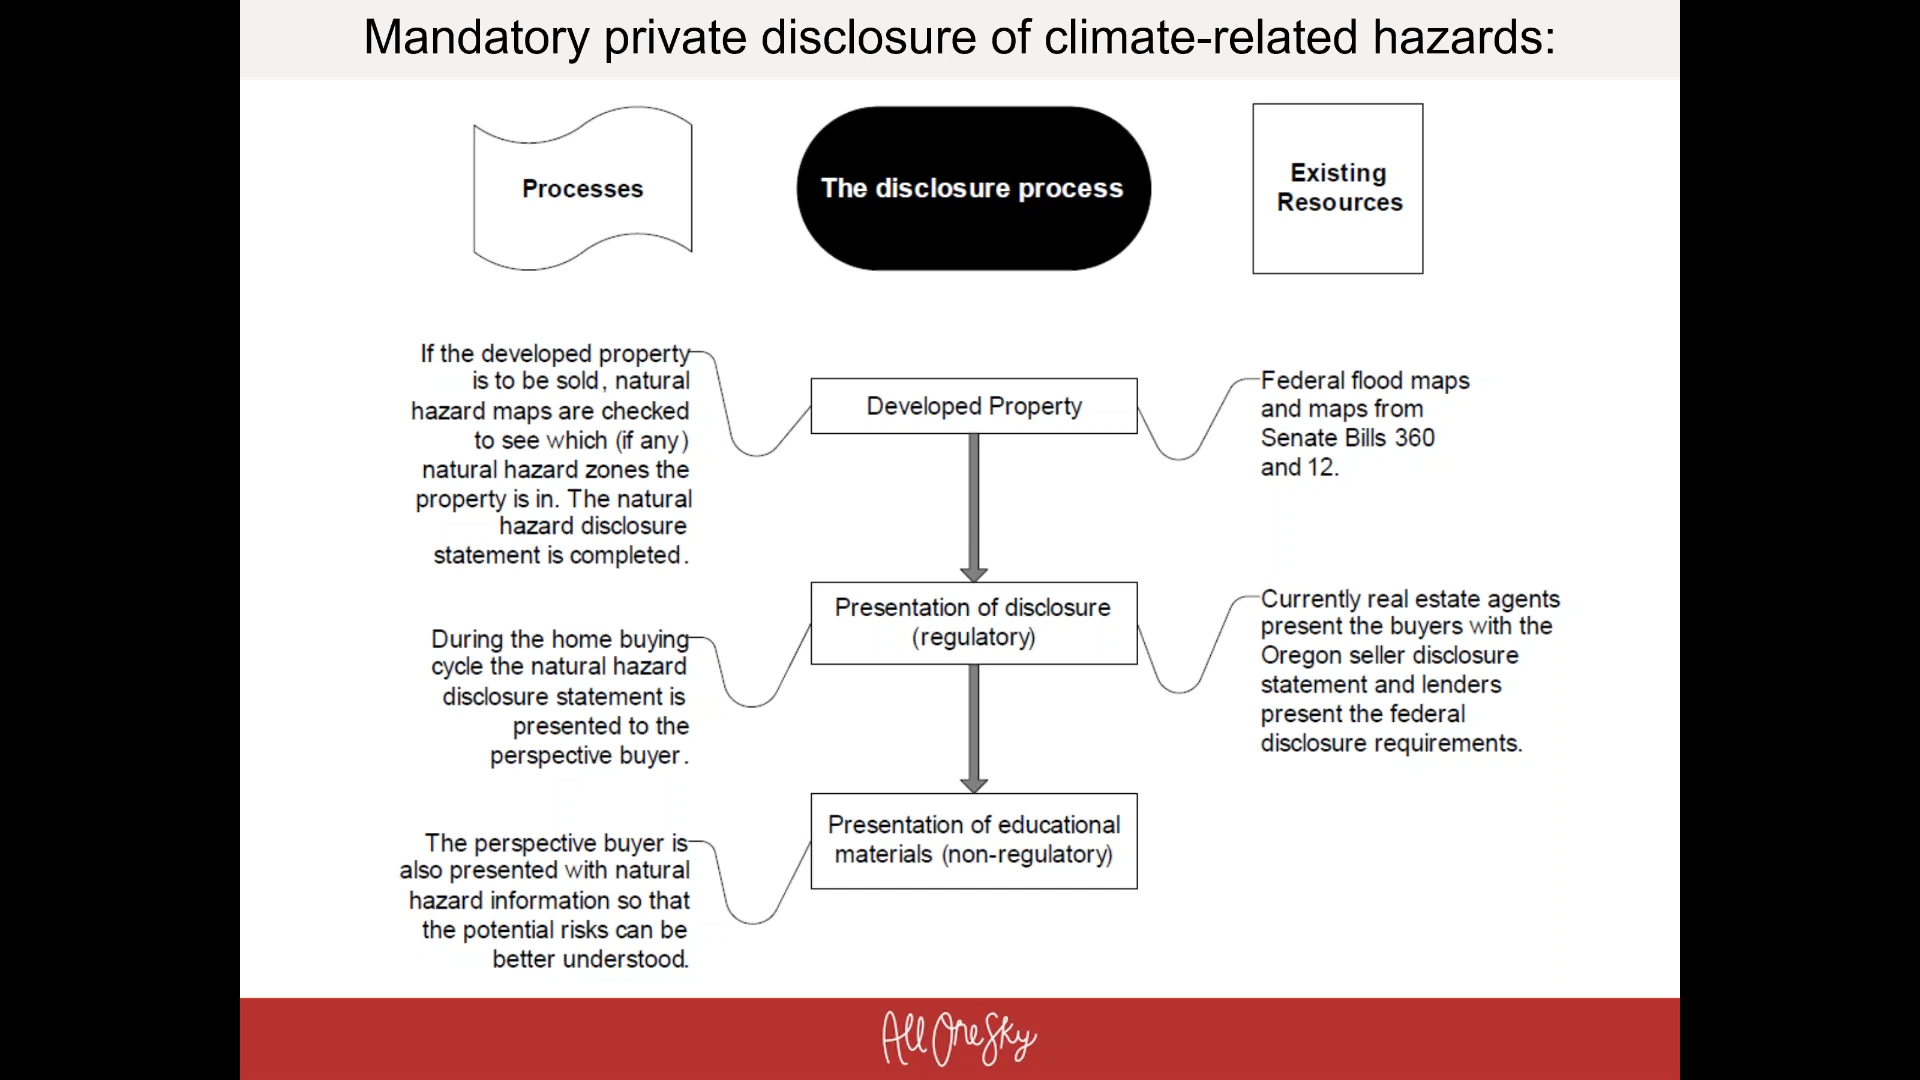 Mandatory private disclosure of climate-related hazards:
Processes
The disclosure process
Existing
Resources
If the developed property
is to be sold, natural
hazard maps are checked
to see which (if any)
natural hazard zones the
property is in. The natural
hazard disclosure
statement is completed.
Developed Property
Federal flood maps
and maps from
Senate Bills 360
and 12.
During the home buying
cycle the natural hazard
disclosure statement is
presented to the
perspective buyer.
Presentation of disclosure
(regulatory)
Currently real estate agents
present the buyers with the
Oregon seller disclosure
statement and lenders
present the federal
disclosure requirements.
The perspective buyer is
also presented with natural
hazard information so that
the potential risks can be
better understood.
Presentation of educational
materials (non-regulatory)
All One Sky